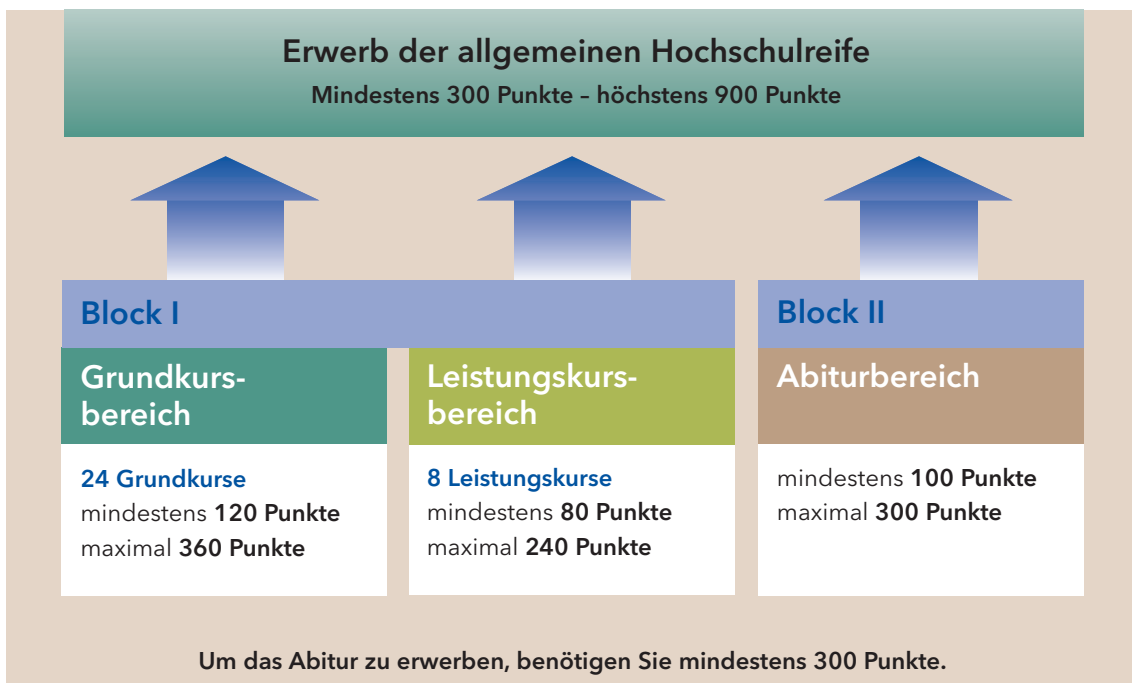 Erwerb der allgemeinen Hochschulreife
Mindestens 300 Punkte – höchstens 900 Punkte
Block I
Grundkurs-
bereich
24 Grundkurse
mindestens 120 Punkte
maximal 360 Punkte
Leistungskurs-
bereich
8 Leistungskurse
mindestens 80 Punkte
maximal 240 Punkte
Block II
Abiturbereich
mindestens 100 Punkte
maximal 300 Punkte
Um das Abitur zu erwerben, benötigen Sie mindestens 300 Punkte.